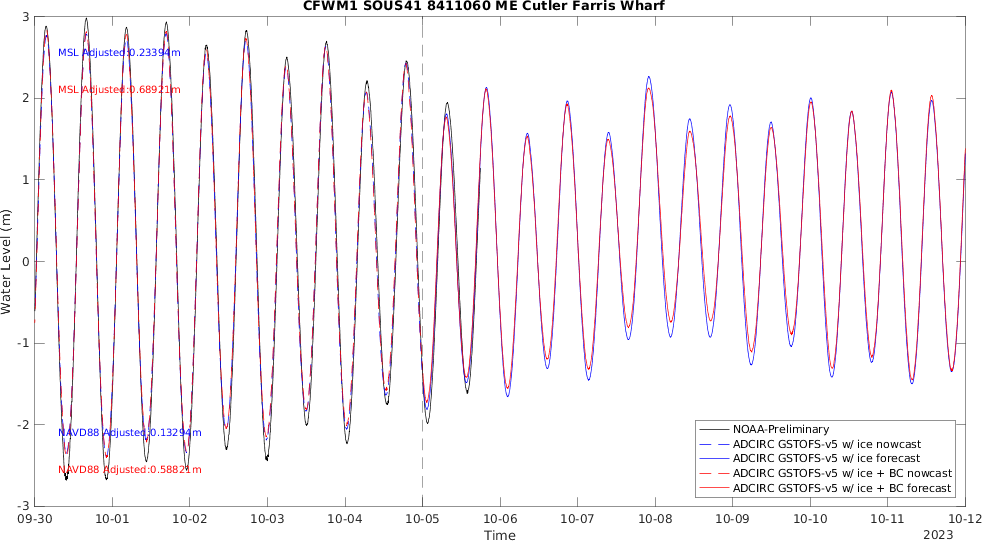 CFWM1 SOUS41 8411060 ME Cutler Farris Wharf
3
2
1
0
-1
-2
-3
Water Level (m)
MSL Adjusted:0.23394m
MSL Adjusted:0.68921m
NAVD88 Adjusted:0.13294m
NAVD88 Adjusted:0.58821m
NOAA-Preliminary
ADCIRC GSTOFS-v5 w/ ice nowcast
ADCIRC GSTOFS-v5 w/ ice forecast
ADCIRC GSTOFS-v5 w/ ice + BC nowcast
ADCIRC GSTOFS-v5 w/ ice + BC forecast
09-30 10-01 10-02 10-03 10-04 10-05 10-06 10-07 10-08 10-09 10-10 10-11 10-12
Time
2023